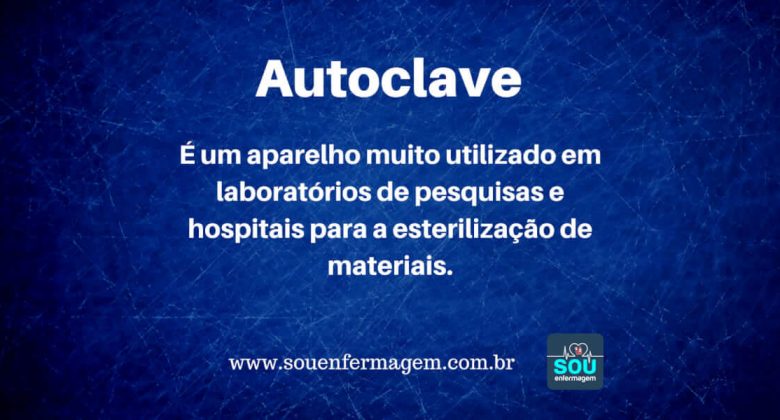 Autoclave
É um aparelho muito utilizado em
laboratórios de pesquisas e
hospitais para a esterilização de
materiais.
www.souenfermagem.com.br
SOU
enfermagem